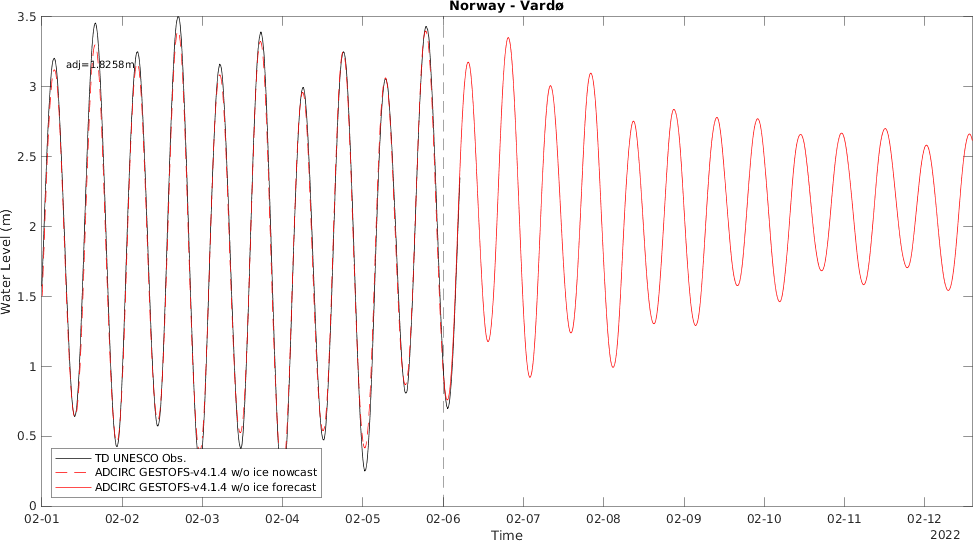 Norway - Vardø
3.5
adj=1.8258m
3
2.5
2
1.5
1
0.5
0
Water Level (m)
TD UNESCO Obs.
ADCIRC GESTOFS-v4.1.4 w/o ice nowcast
ADCIRC GESTOFS-v4.1.4 w/o ice forecast
02-01 02-02 02-03 02-04 02-05 02-06 02-07 02-08 02-09 02-10 02-11 02-12
Time
2022